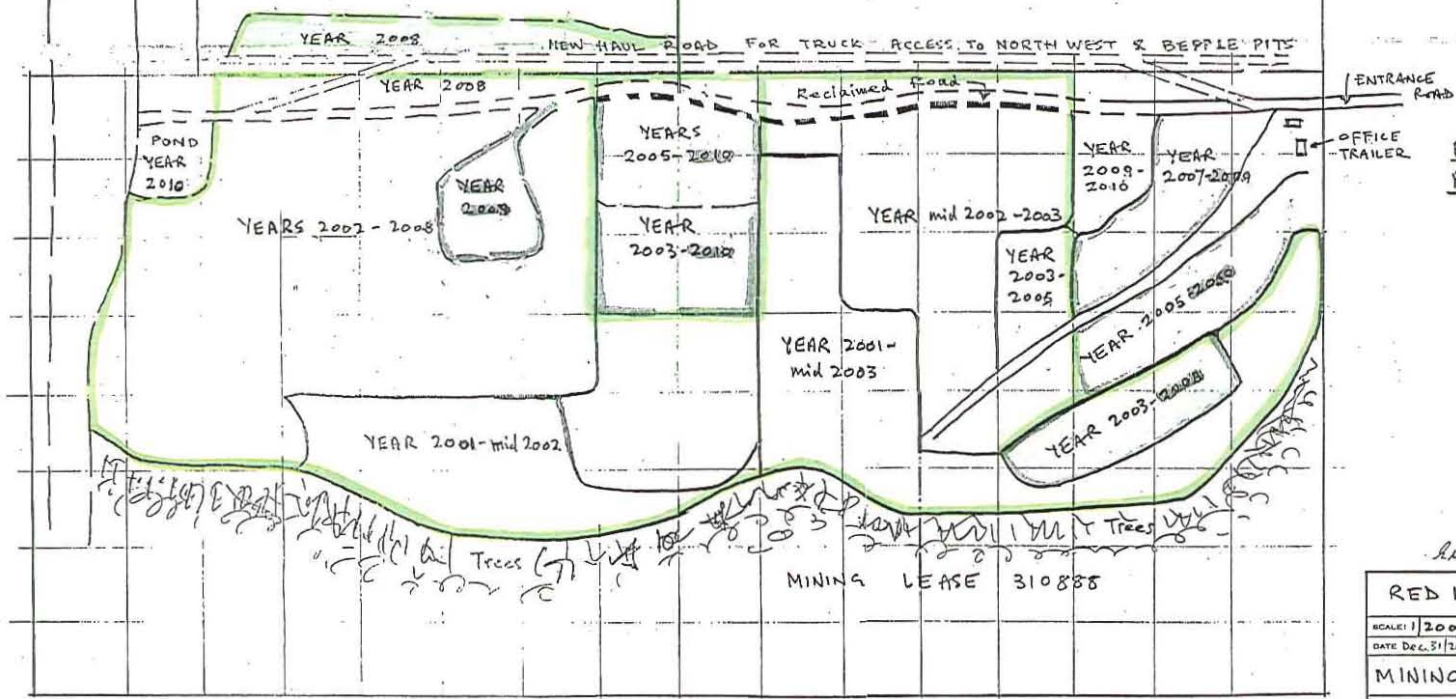 YEAR 2008
NEW HAUL ROAD FOR TRUCK ACCESS TO NORTH WEST & BEPPLE PITS
YEAR 2008
Reclaimed Road
ENTRANCE
ROAD
OFFICE
TRAILER
POND
YEAR
2010
YEARS
2005-2010
YEAR
2009-
2010
YEAR
2007-2009
YEAR
YEARS 2002-2008
YEAR
2003-2010
YEAR mid 2002-2003
YEAR
2003-
2005
YEAR 2005-
YEAR 2001-
mid 2003
YEAR 2003-
YEAR 2001-mid 2002
Trees
Trees
MINING LEASE 310888
RED
SCALE: 1/200
DATE Dec. 31/2
MINING